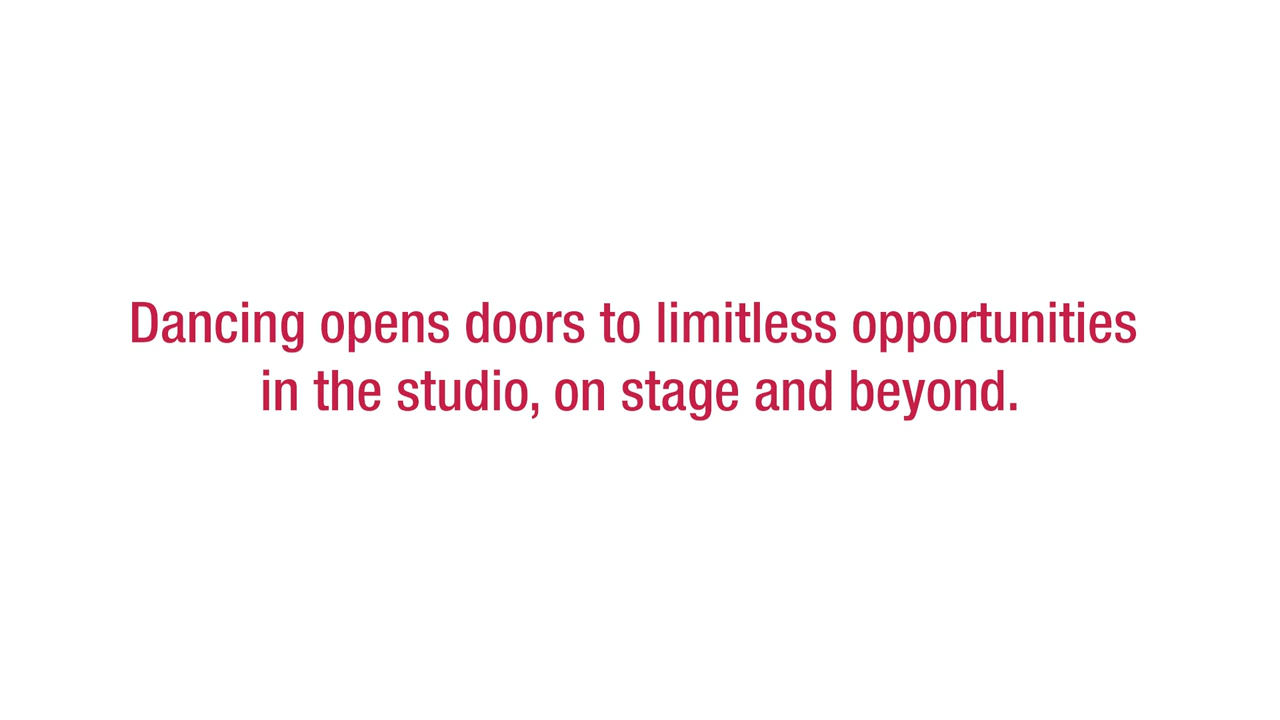 Dancing opens doors to limitless opportunities
in the studio, on stage and beyond.